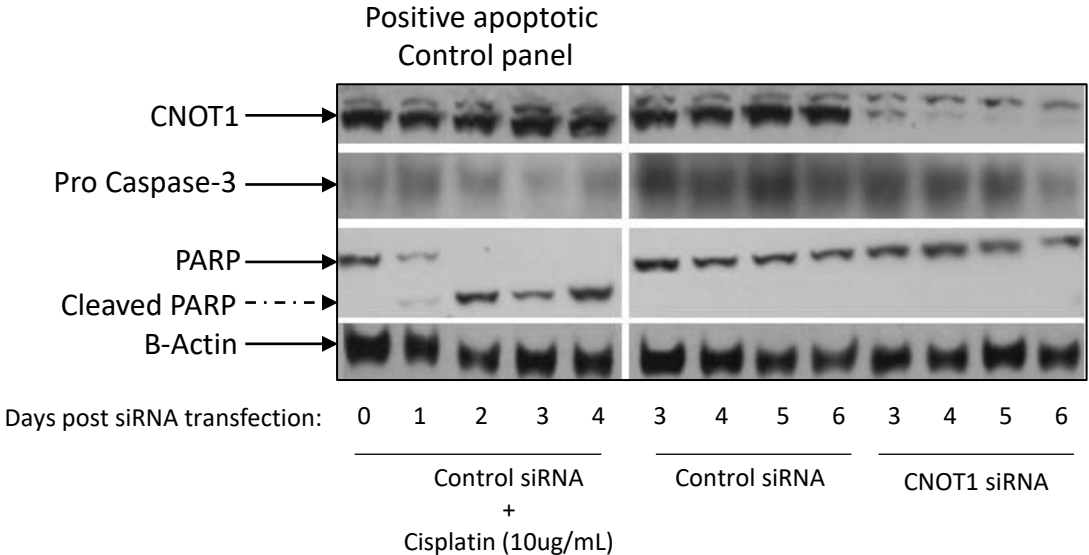 Positive apoptotic
Control panel
CNOT1
Pro Caspase-3
PARP
Cleaved PARP
B-Actin
Days post siRNA transfection: 0 1 2 3 4 3 4 5 6 3 4 5 6
Control siRNA
+
Cisplatin (10ug/mL)
Control siRNA
CNOT1 siRNA